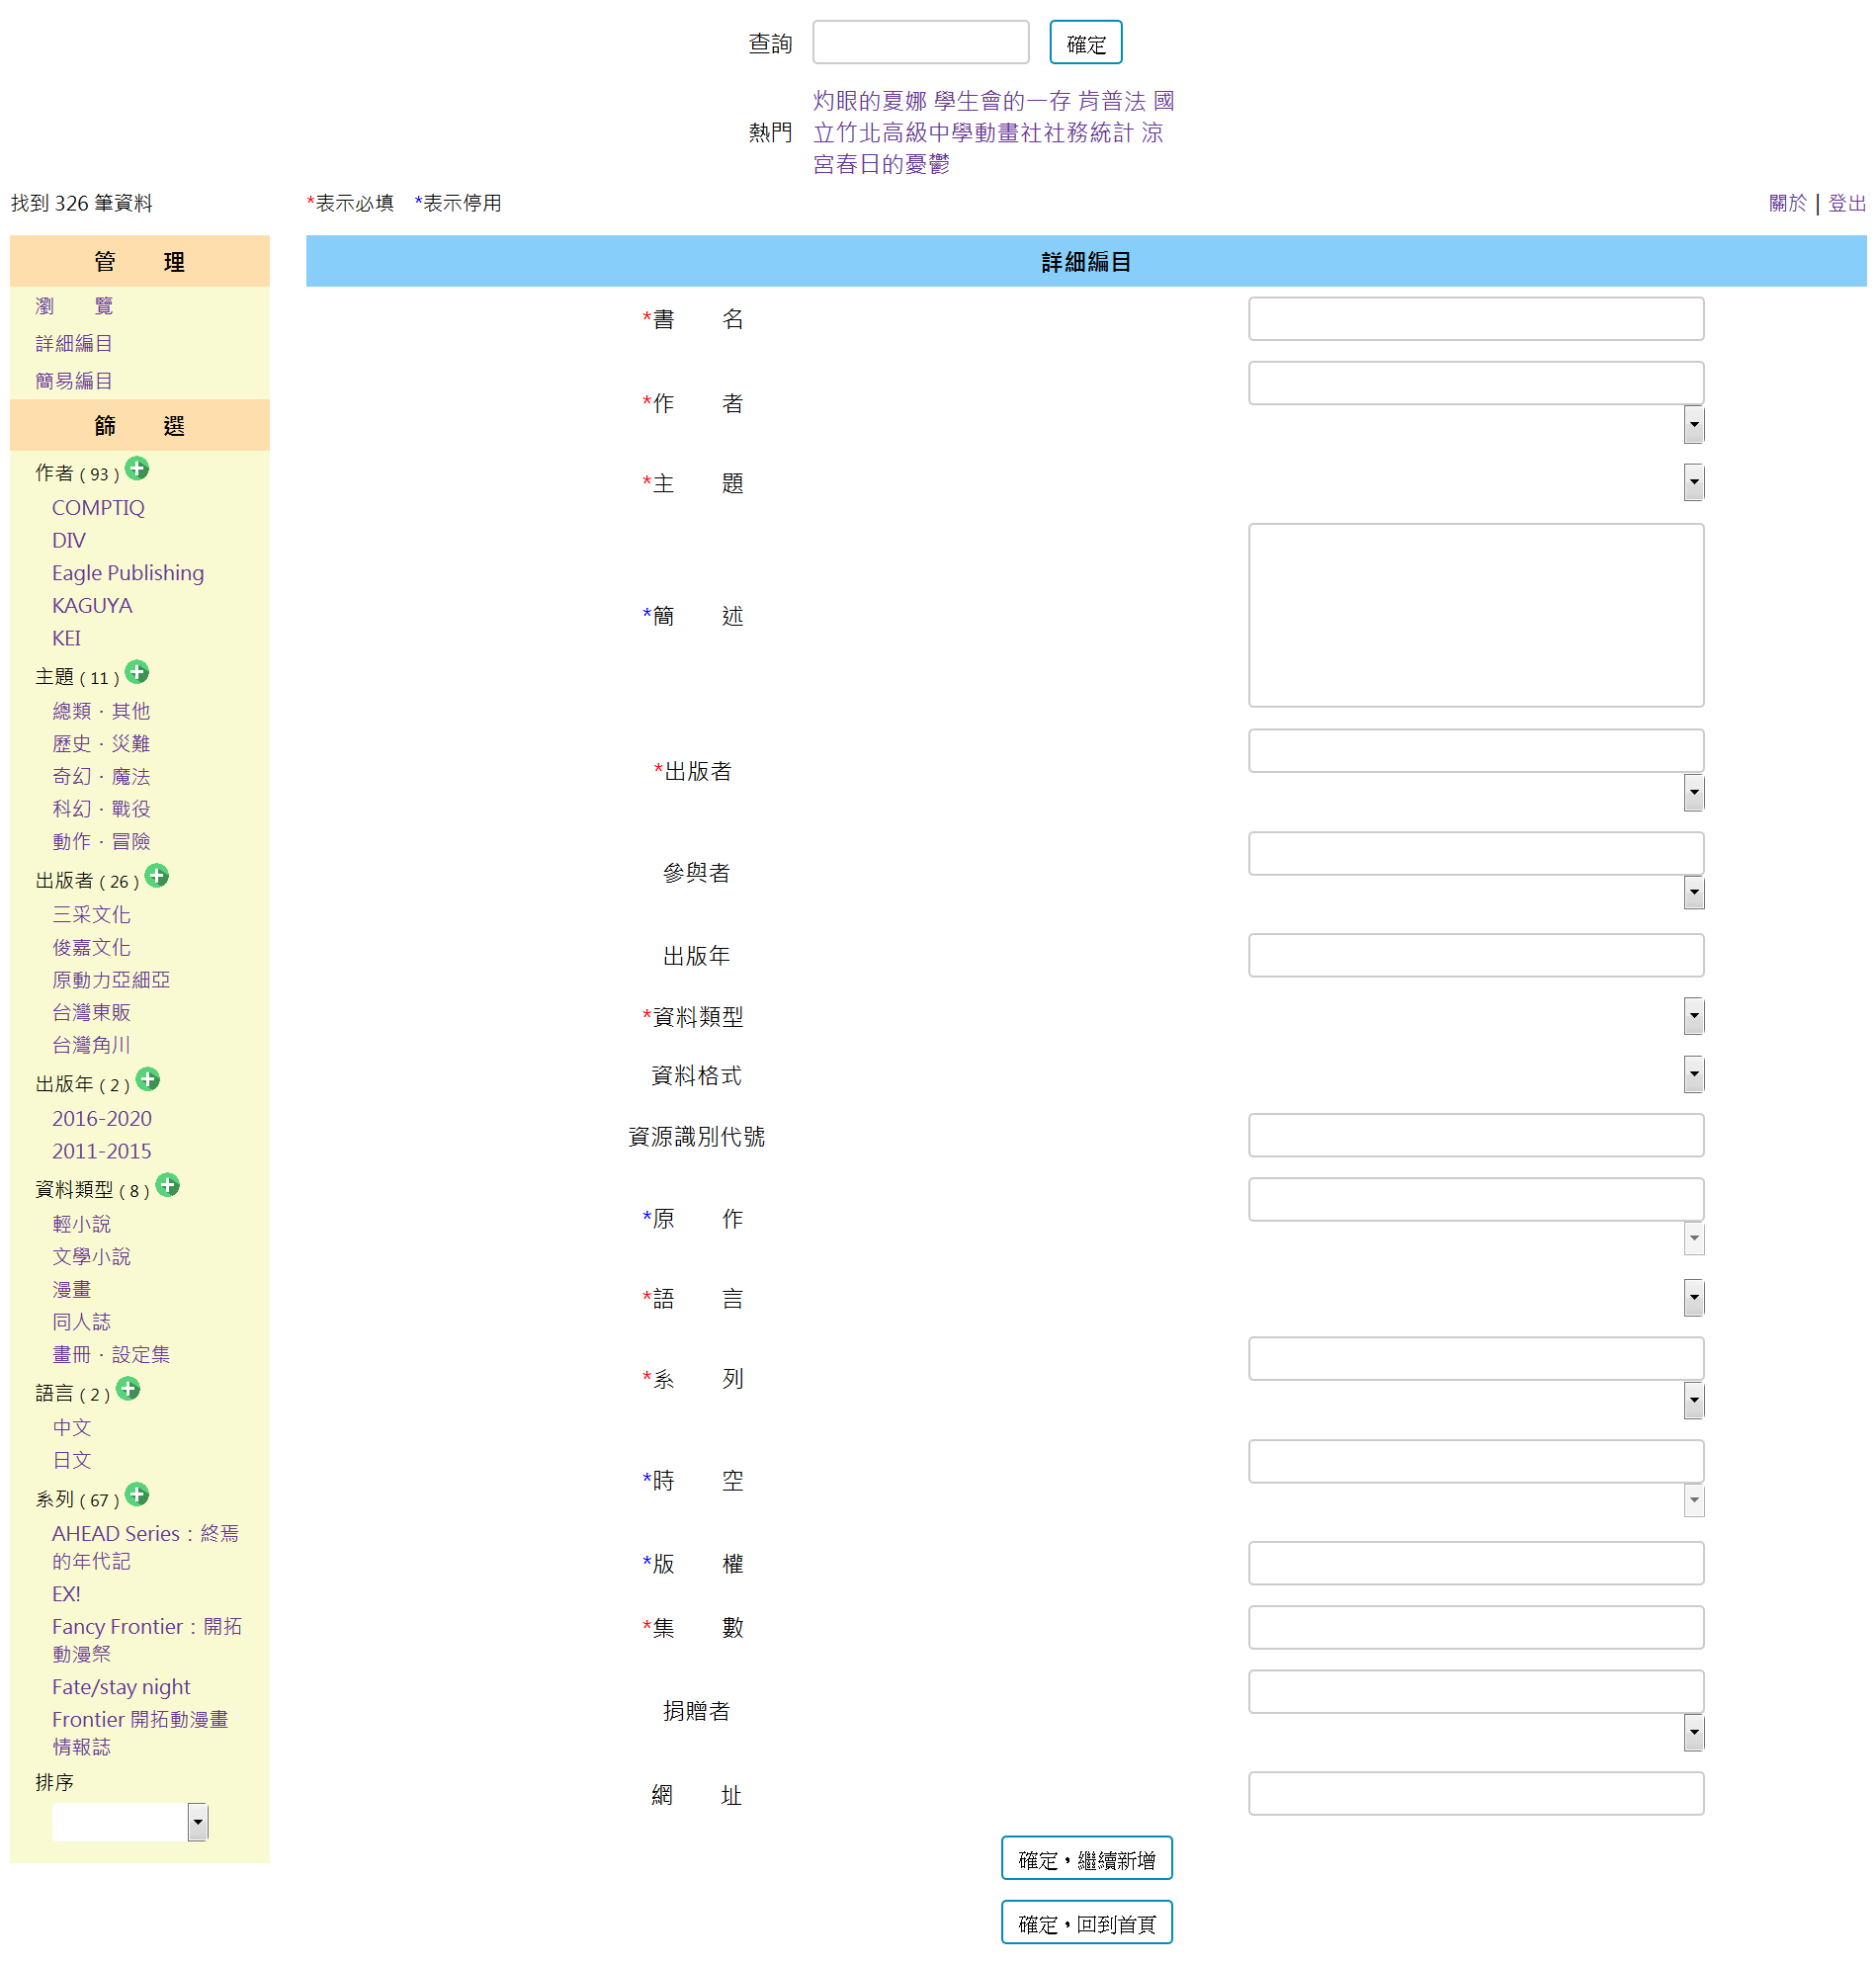 查詢 確定
熱門 灼眼的夏娜 學生會的一存 肯普法 國
立竹北高級中學動畫社社務統計 涼
宮春日的憂鬱
找到 326 筆資料
*表示必填 *表示停用
關於 | 登出
管 理
瀏 覽
詳細編目
簡易編目
篩 選
作者 ( 93 )
COMPTIQ
DIV
Eagle Publishing
KAGUYA
KEI
主題 ( 11 )
總類．其他
歷史．災難
奇幻．魔法
科幻．戰役
動作．冒險
出版者 ( 26 )
三采文化
俊嘉文化
原動力亞細亞
台灣東販
台灣角川
出版年 ( 2 )
2016-2020
2011-2015
資料類型 ( 8 )
輕小說
文學小說
漫畫
同人誌
畫冊．設定集
語言 ( 2 )
中文
日文
系列 ( 67 )
AHEAD Series：終焉
的年代記
EX!
Fancy Frontier：開拓
動漫祭
Fate/stay night
Frontier 開拓動漫畫
情報誌
排序
詳細編目
*書 名
*作 者
*主 題
*簡 述
*出版者
參與者
出版年
*資料類型
資料格式
資源識別代號
*原 作
*語 言
*系 列
*時 空
*版 權
*集 數
捐贈者
網 址
確定，繼續新增
確定，回到首頁